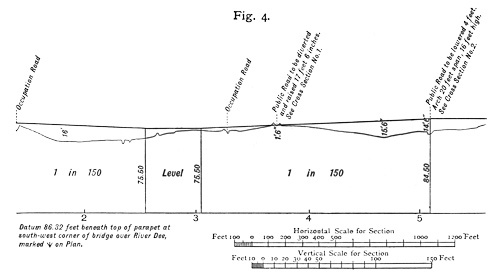 Fig. 4.
Occupation Road
Occupation Road
Public Road to be diverted
and raised 17 feet 6 inches.
See Cross Section No.1.
Public Road to be lowered 4 feet.
Arch 20 feet span, 16 feet high.
See Cross Section No.2.
16
1'6"
16'6"
1 in 150
75.50
Level
75.50
1 in 150
84.50
2
3
4
5
Datum 86.32 feet beneath top of parapet at
south-west corner of bridge over River Dee,
marked on Plan.
Horizontal Scale for Section
Feet 100 0 100 200 300 400 500 1000 1200 Feet
Vertical Scale for Section
Feet 10 0 10 20 30 40 50 100 150 Feet